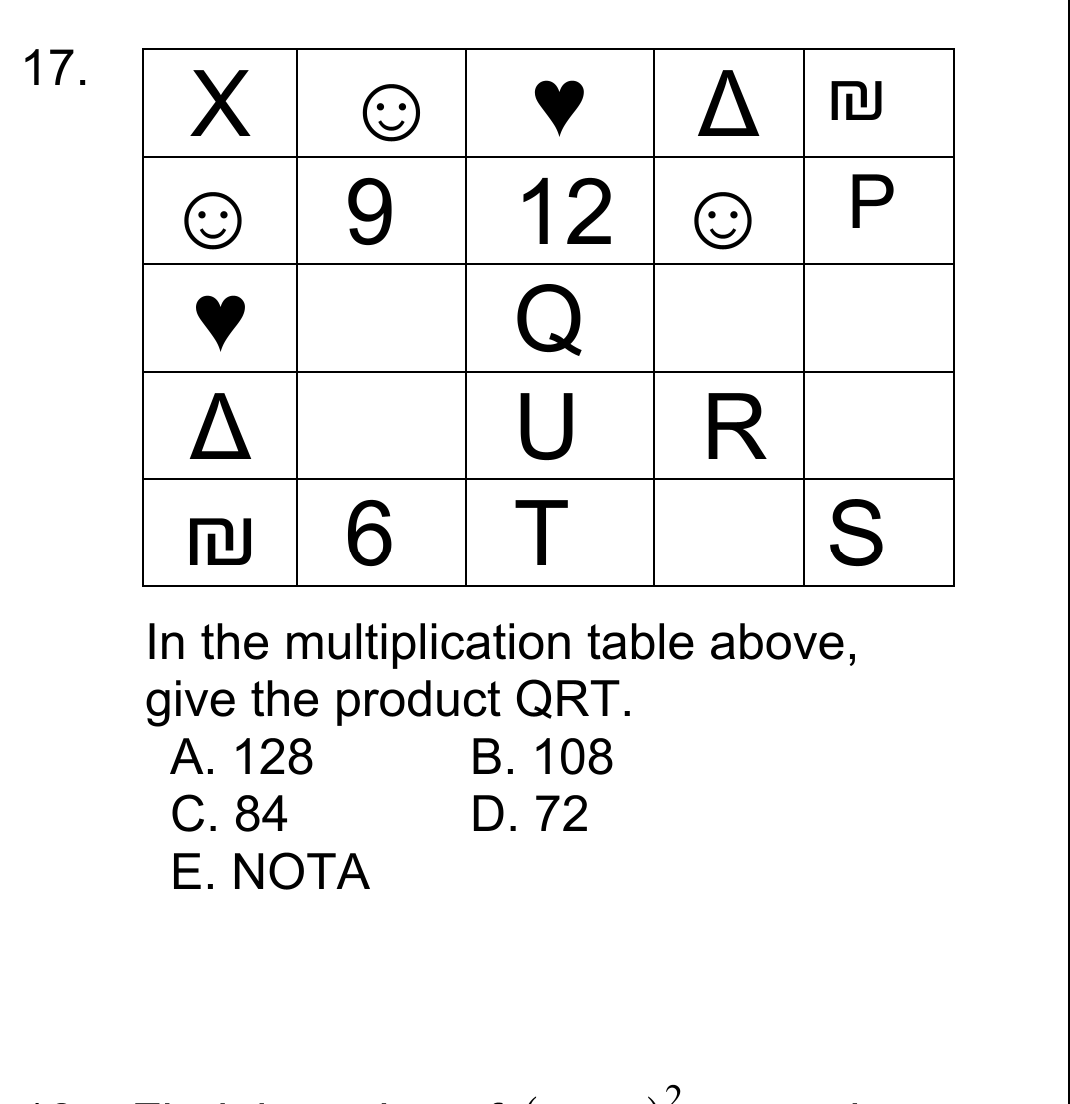 17.
X ☺ ♥ Δ ₪
☺ 9 12 ☺ P
♥ Q
Δ U R
₪ 6 T S
In the multiplication table above,
give the product QRT.
A. 128 B. 108
C. 84 D. 72
E. NOTA